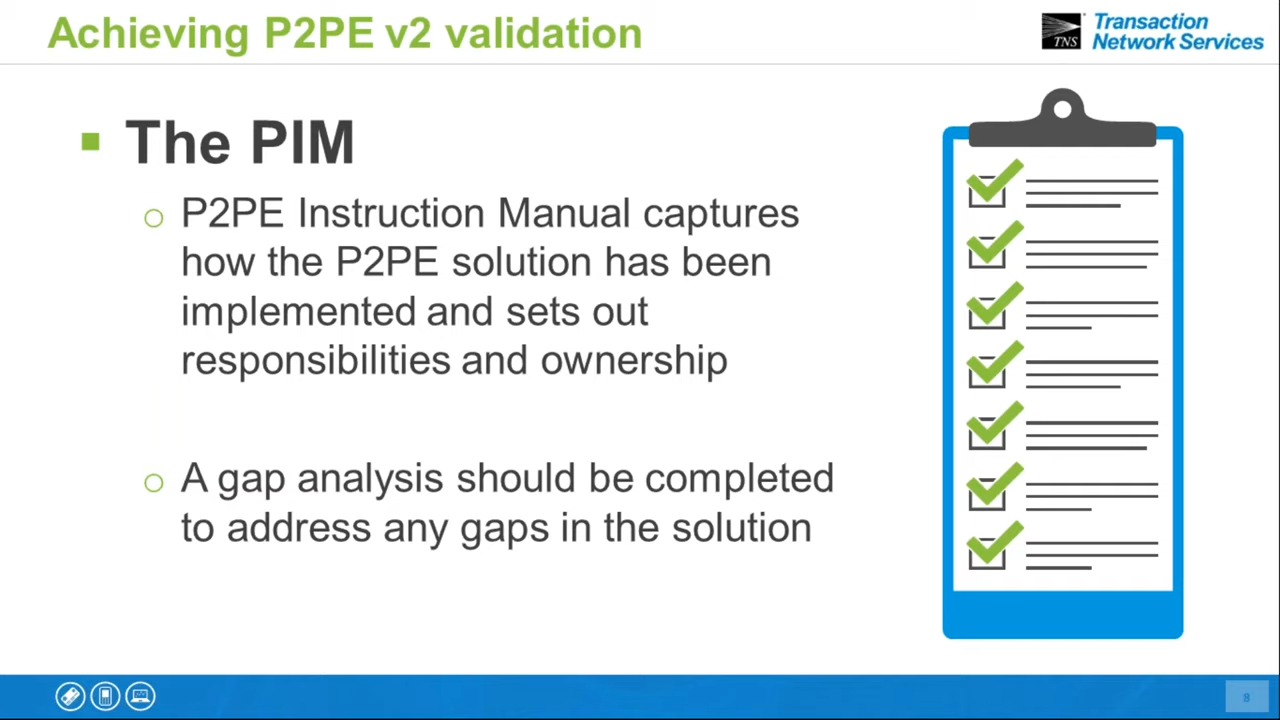 Achieving P2PE v2 validation
TNS
Transaction
Network Services
The PIM
P2PE Instruction Manual captures
how the P2PE solution has been
implemented and sets out
responsibilities and ownership
A gap analysis should be completed
to address any gaps in the solution
8